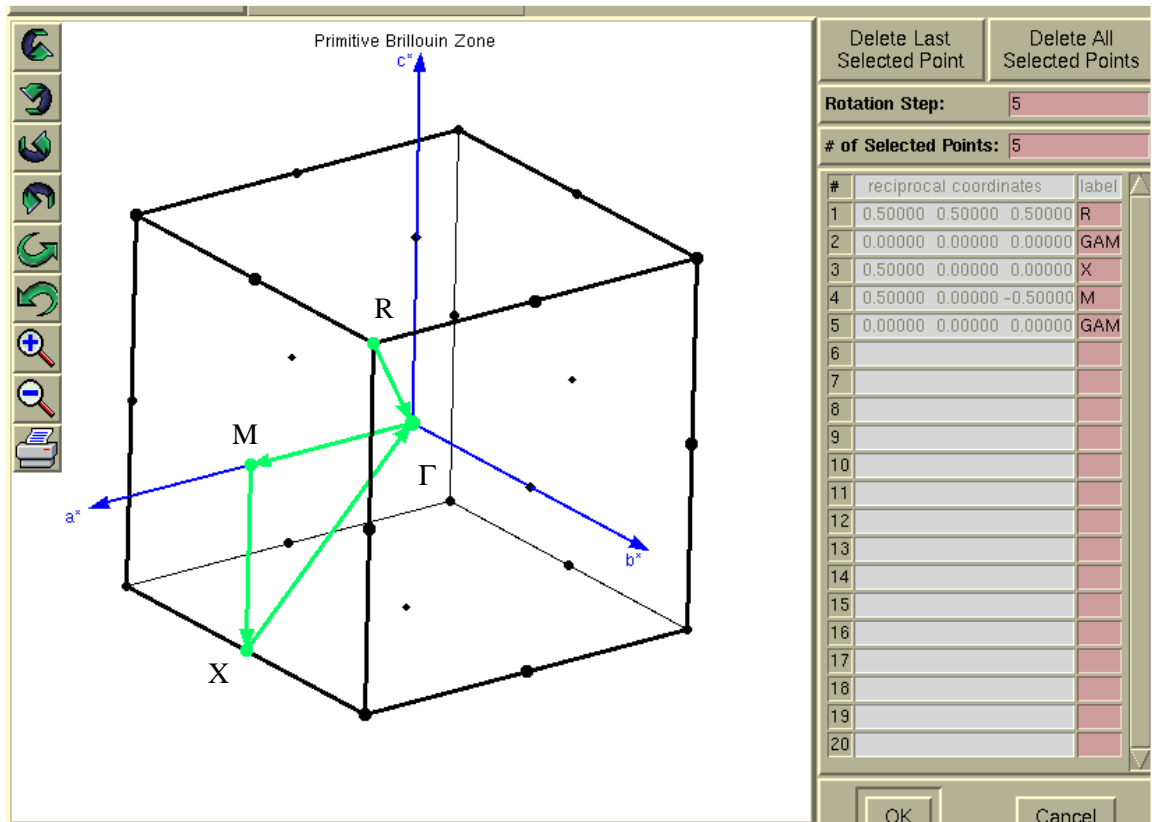 Primitive Brillouin Zone
c*
R
M
Γ
a*
b*
X
Delete Last
Selected Point
Delete All
Selected Points
Rotation Step: 5
# of Selected Points: 5
# reciprocal coordinates label
1 0.50000 0.50000 0.50000 R
2 0.00000 0.00000 0.00000 GAM
3 0.50000 0.00000 0.00000 X
4 0.50000 0.00000 -0.50000 M
5 0.00000 0.00000 0.00000 GAM
6
7
8
9
10
11
12
13
14
15
16
17
18
19
20
OK
Cancel